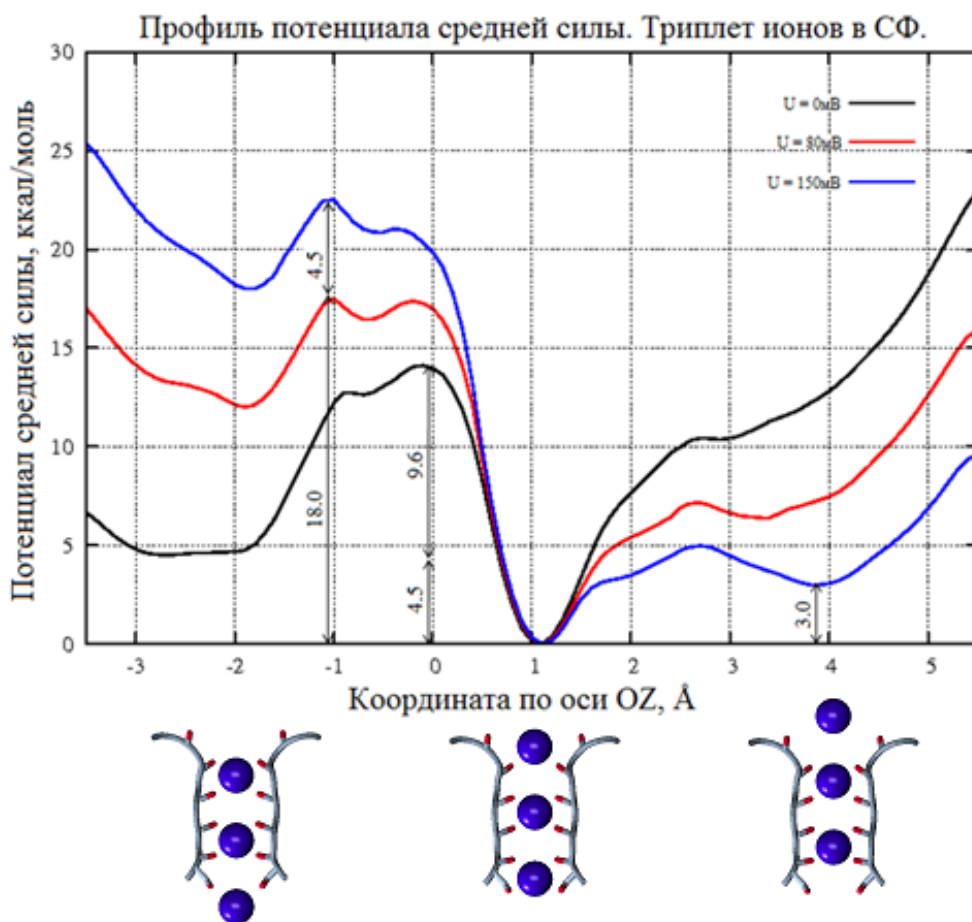 Профиль потенциала средней силы. Триплет ионов в СФ.
Потенциал средней силы, ккал/моль
30
25
20
15
10
5
0
U = 0мВ
U = 80мВ
U = 150мВ
4.5
18.0
9.6
4.5
3.0
-3 -2 -1 0 1 2 3 4 5
Координата по оси OZ, Å